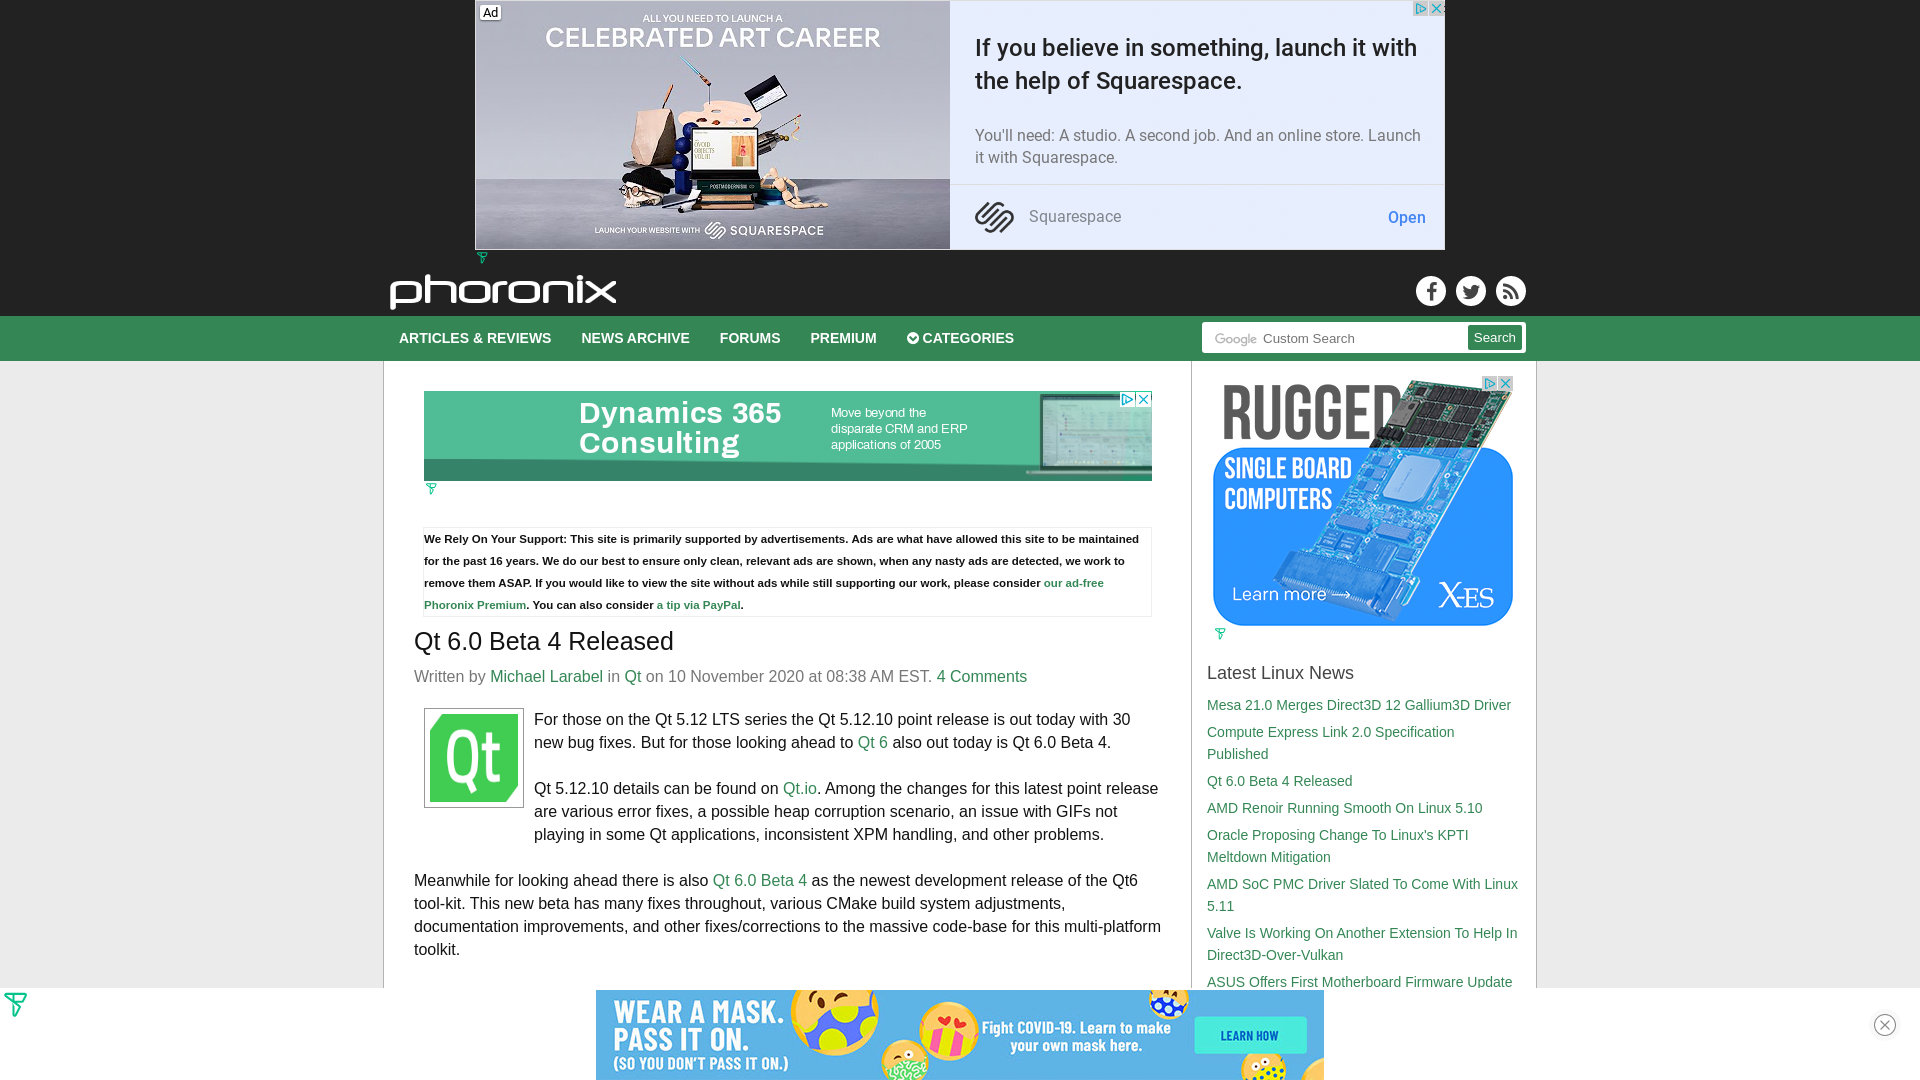 Ad
ALL YOU NEED TO LAUNCH A
CELEBRATED ART CAREER
LAUNCH YOUR WEBSITE WITH SQUARESPACE
If you believe in something, launch it with
the help of Squarespace.
You'll need: A studio. A second job. And an online store. Launch
it with Squarespace.
Squarespace
Open
phoronix
ARTICLES & REVIEWS
NEWS ARCHIVE
FORUMS
PREMIUM
CATEGORIES
Google Custom Search
Search
Dynamics 365
Consulting
Move beyond the
disparate CRM and ERP
applications of 2005
We Rely On Your Support: This site is primarily supported by advertisements. Ads are what have allowed this site to be maintained
for the past 16 years. We do our best to ensure only clean, relevant ads are shown, when any nasty ads are detected, we work to
remove them ASAP. If you would like to view the site without ads while still supporting our work, please consider our ad-free
Phoronix Premium. You can also consider a tip via PayPal.
Qt 6.0 Beta 4 Released
Written by Michael Larabel in Qt on 10 November 2020 at 08:38 AM EST. 4 Comments
Qt
For those on the Qt 5.12 LTS series the Qt 5.12.10 point release is out today with 30
new bug fixes. But for those looking ahead to Qt 6 also out today is Qt 6.0 Beta 4.
Qt 5.12.10 details can be found on Qt.io. Among the changes for this latest point release
are various error fixes, a possible heap corruption scenario, an issue with GIFs not
playing in some Qt applications, inconsistent XPM handling, and other problems.
Meanwhile for looking ahead there is also Qt 6.0 Beta 4 as the newest development release of the Qt6
tool-kit. This new beta has many fixes throughout, various CMake build system adjustments,
documentation improvements, and other fixes/corrections to the massive code-base for this multi-platform
toolkit.
RUGGED
SINGLE BOARD
COMPUTERS
Learn more
X-ES
Latest Linux News
Mesa 21.0 Merges Direct3D 12 Gallium3D Driver
Compute Express Link 2.0 Specification
Published
Qt 6.0 Beta 4 Released
AMD Renoir Running Smooth On Linux 5.10
Oracle Proposing Change To Linux's KPTI
Meltdown Mitigation
AMD SoC PMC Driver Slated To Come With Linux
5.11
Valve Is Working On Another Extension To Help In
Direct3D-Over-Vulkan
ASUS Offers First Motherboard Firmware Update
WEAR A MASK.
PASS IT ON.
(SO YOU DON'T PASS IT ON.)
Fight COVID-19. Learn to make
your own mask here.
LEARN HOW